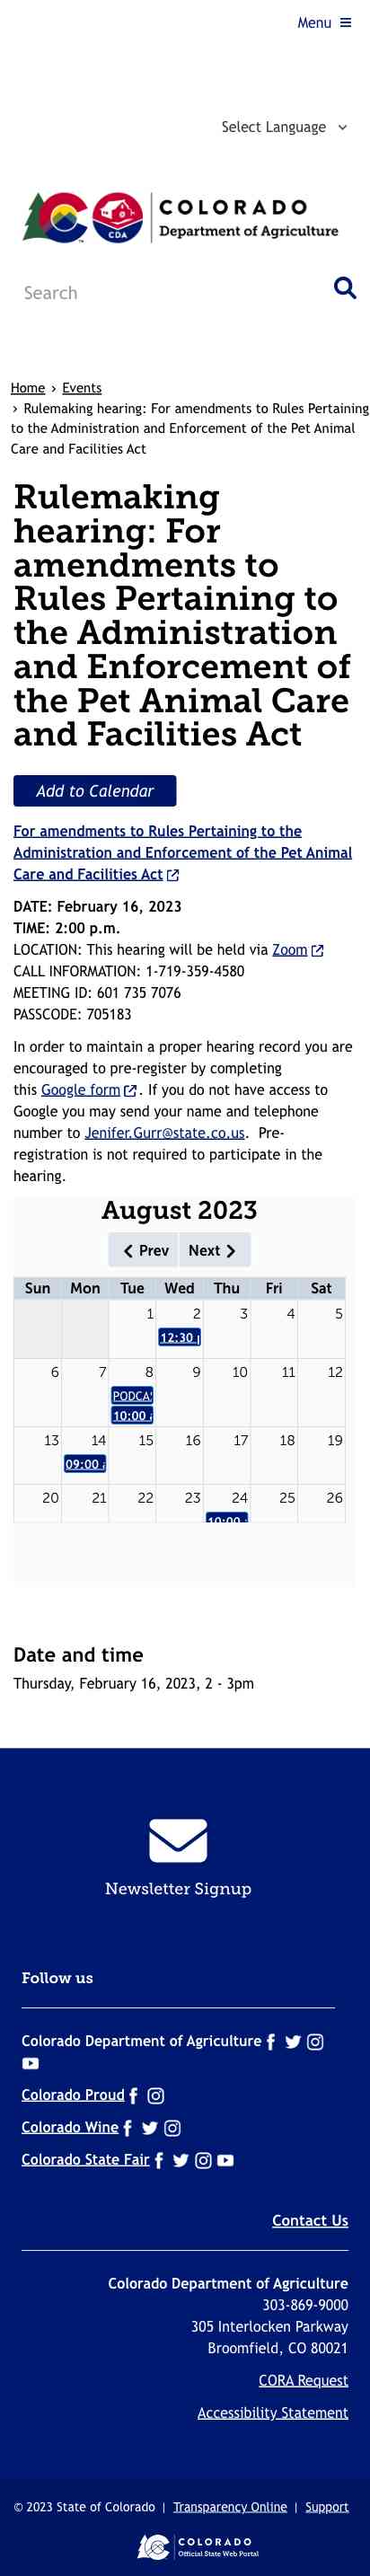 Menu
Select Language
COLORADO
Department of Agriculture
CDA
Search
Home › Events
› Rulemaking hearing: For amendments to Rules Pertaining
to the Administration and Enforcement of the Pet Animal
Care and Facilities Act
Rulemaking
hearing: For
amendments to
Rules Pertaining to
the Administration
and Enforcement of
the Pet Animal Care
and Facilities Act
Add to Calendar
For amendments to Rules Pertaining to the
Administration and Enforcement of the Pet Animal
Care and Facilities Act
DATE: February 16, 2023
TIME: 2:00 p.m.
LOCATION: This hearing will be held via Zoom
CALL INFORMATION: 1-719-359-4580
MEETING ID: 601 735 7076
PASSCODE: 705183
In order to maintain a proper hearing record you are
encouraged to pre-register by completing
this Google form. If you do not have access to
Google you may send your name and telephone
number to Jenifer.Gurr@state.co.us. Pre-
registration is not required to participate in the
hearing.
August 2023
Prev Next
Sun Mon Tue Wed Thu Fri Sat
1 2 3 4 5
12:30 p
6 7 8 9 10 11 12
PODCA
10:00 a
13 14 15 16 17 18 19
09:00 a
20 21 22 23 24 25 26
10:00
Date and time
Thursday, February 16, 2023, 2 - 3pm
Newsletter Signup
Follow us
Colorado Department of Agriculture
Colorado Proud
Colorado Wine
Colorado State Fair
Contact Us
Colorado Department of Agriculture
303-869-9000
305 Interlocken Parkway
Broomfield, CO 80021
CORA Request
Accessibility Statement
© 2023 State of Colorado | Transparency Online | Support
COLORADO
Official State Web Portal